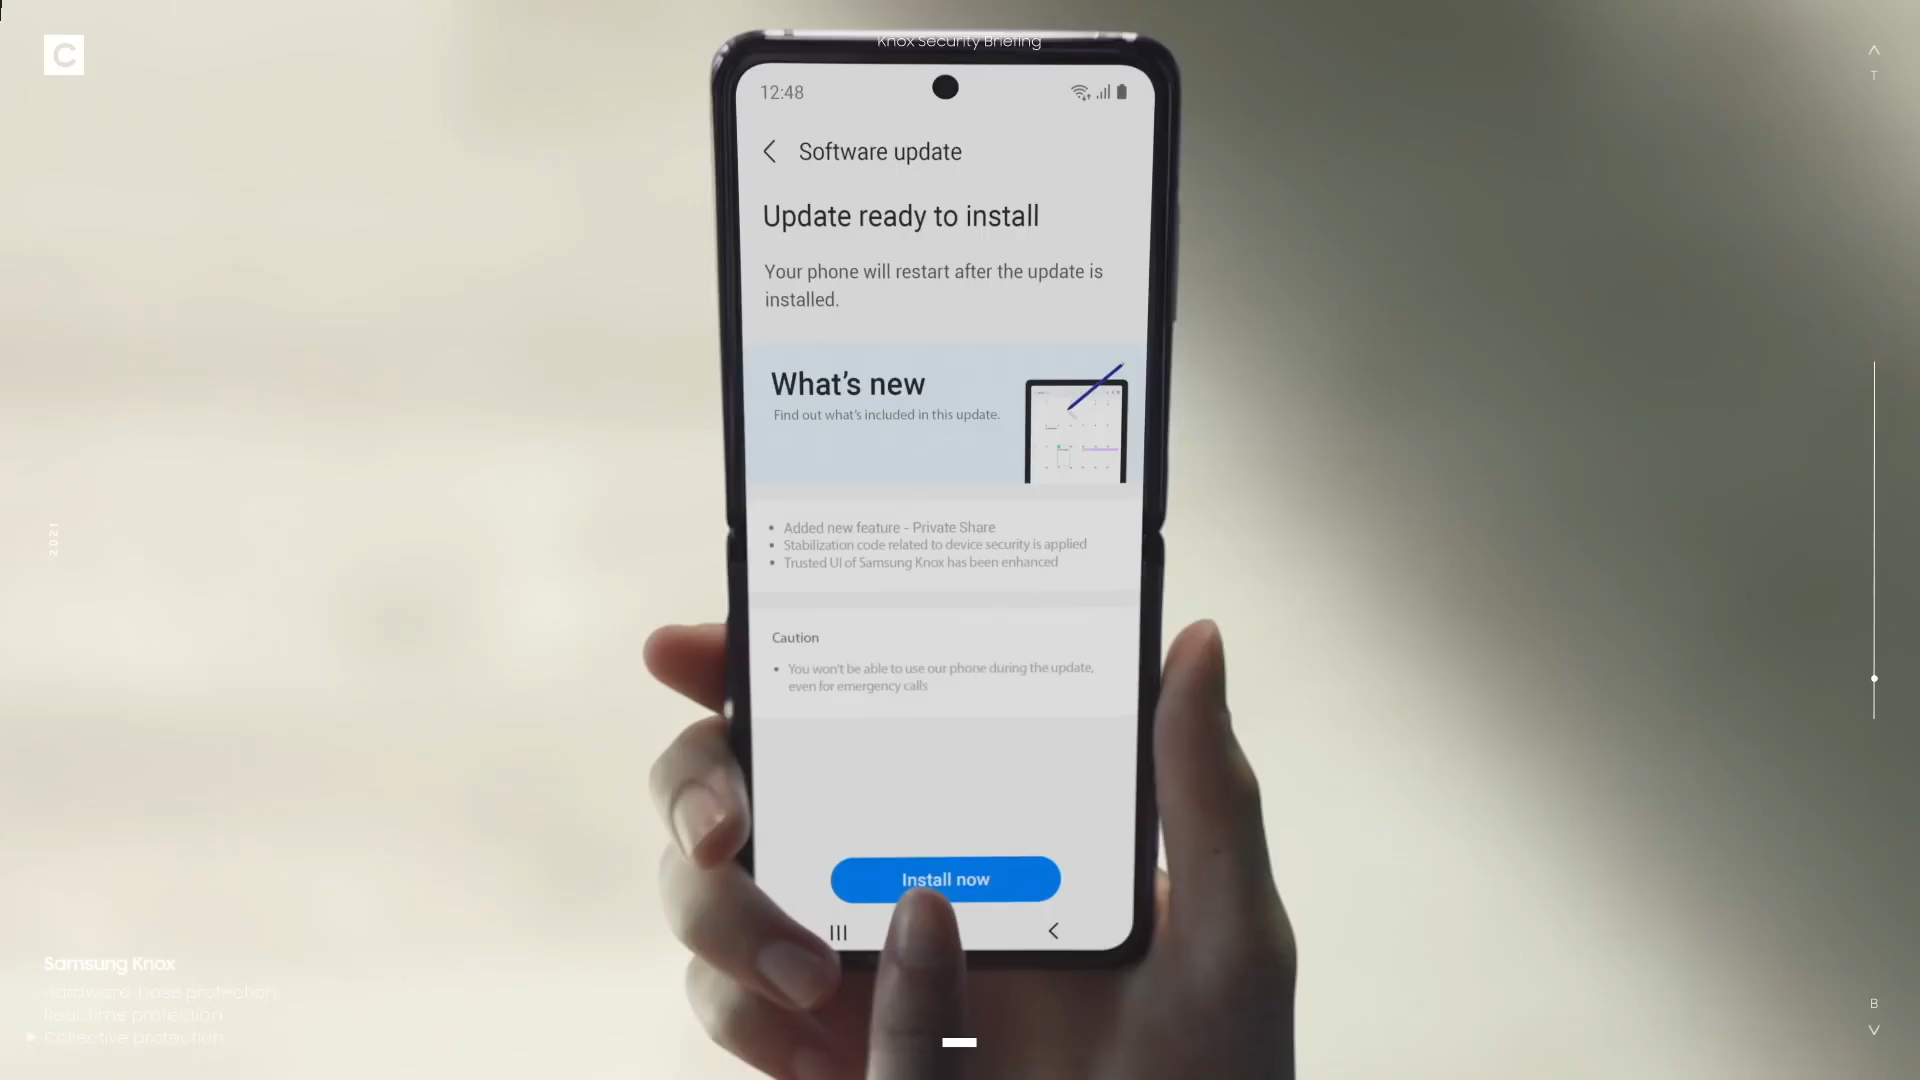 Knox Security Briefing
C
T
12:48
Software update
Update ready to install
Your phone will restart after the update is
installed.
What's new
Find out what's included in this update.
• Added new feature – Private Share
• Stabilization code related to device security is applied
• Trusted UI of Samsung Knox has been enhanced
2021
Caution
• You won't be able to use our phone during the update,
even for emergency calls
Install now
Samsung Knox
Hardware-base protection
Real-time protection
Collective protection
B